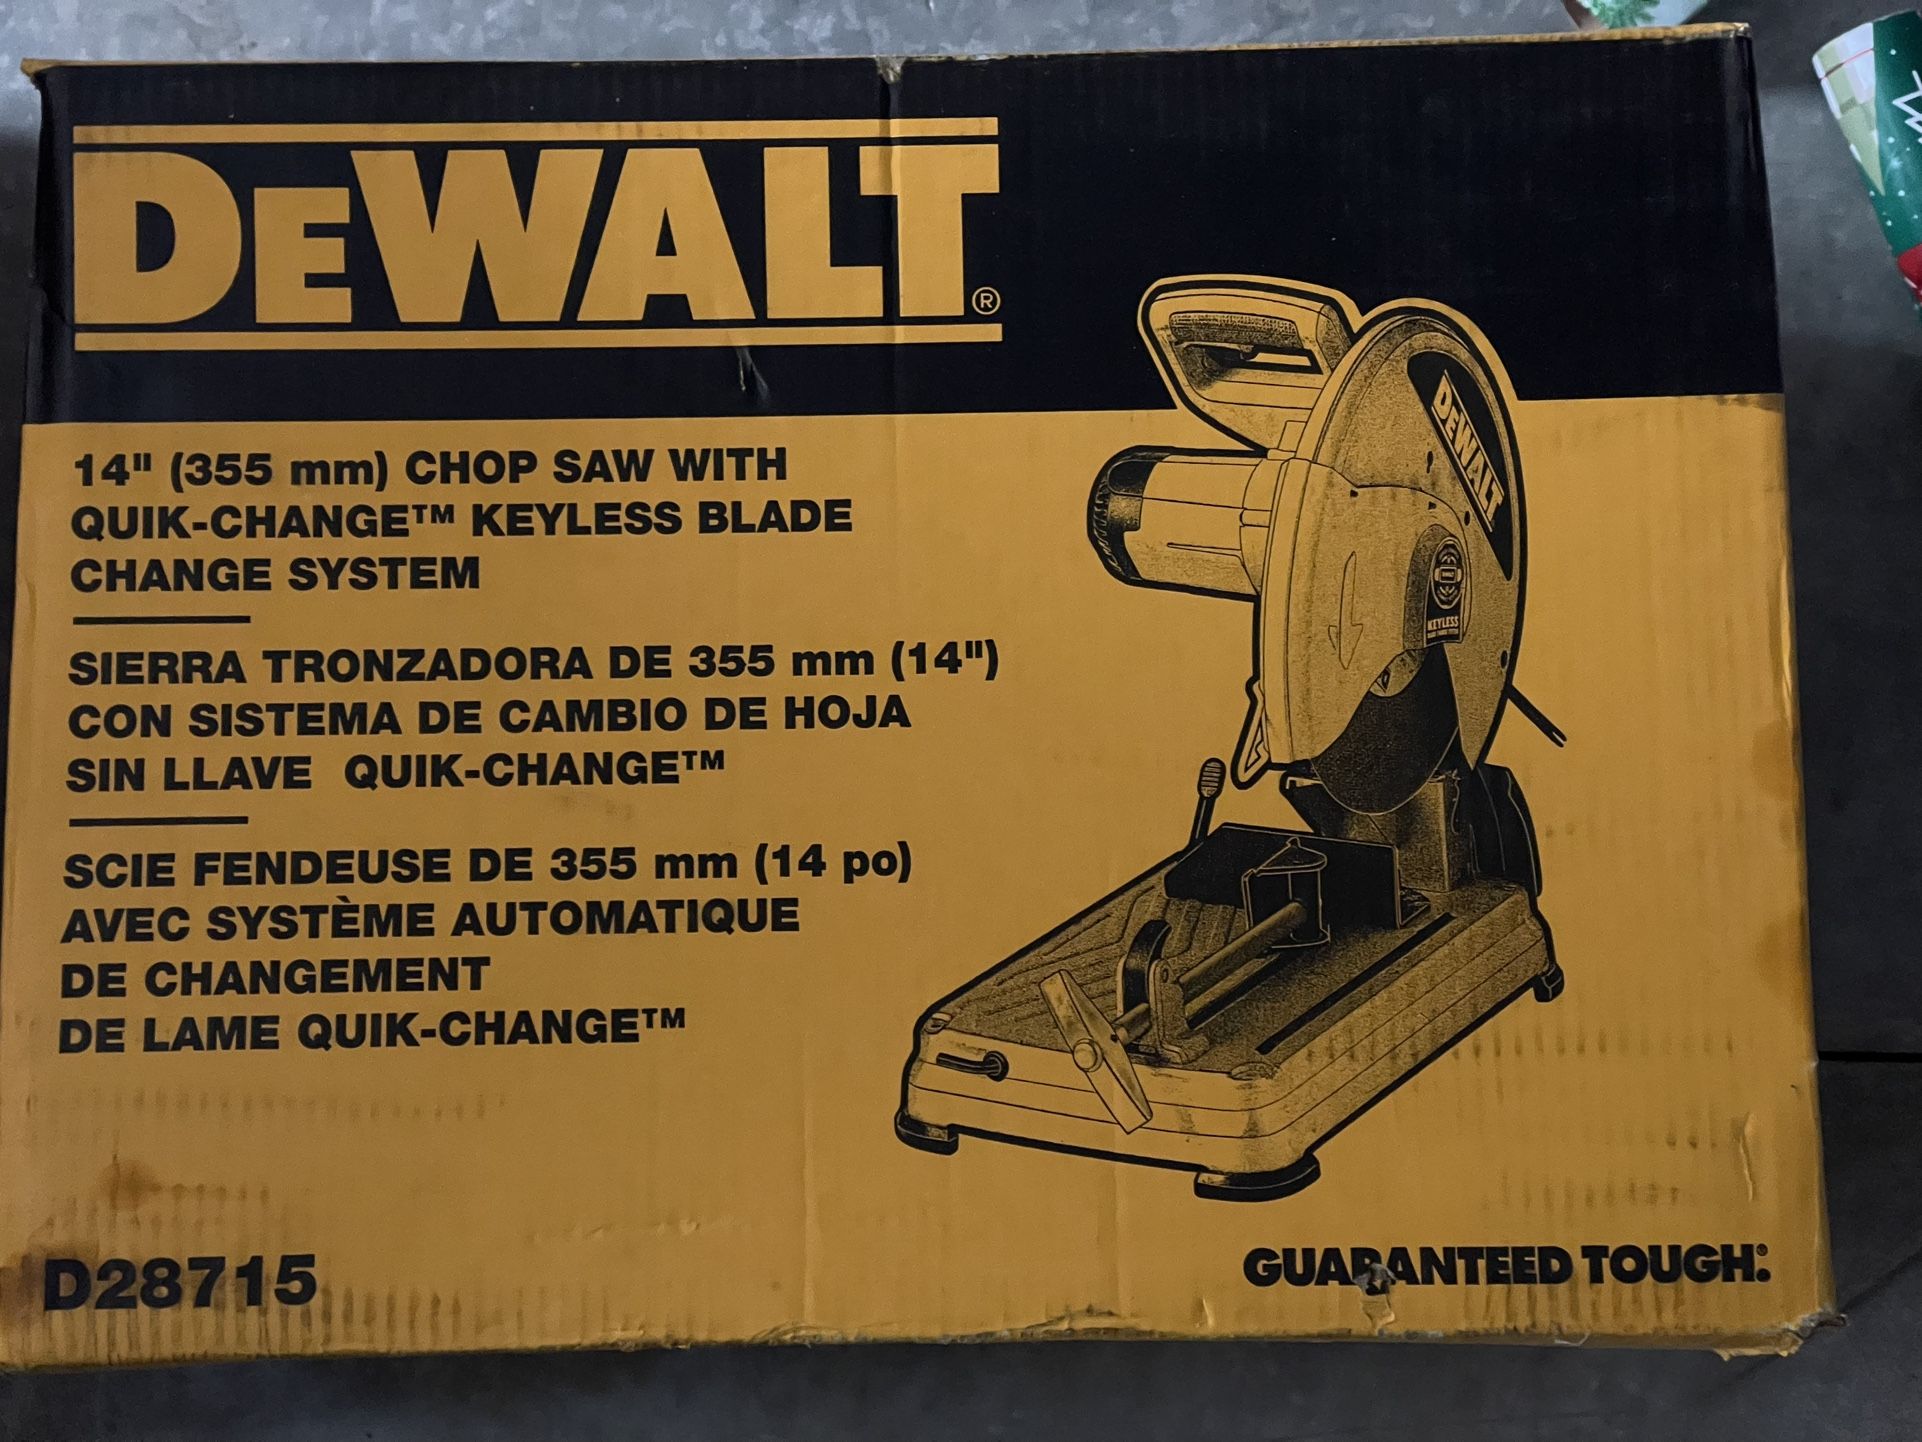 DEWALT®
14" (355 mm) CHOP SAW WITH
QUIK-CHANGE™ KEYLESS BLADE
CHANGE SYSTEM
SIERRA TRONZADORA DE 355 mm (14")
CON SISTEMA DE CAMBIO DE HOJA
SIN LLAVE QUIK-CHANGE™
SCIE FENDEUSE DE 355 mm (14 po)
AVEC SYSTÈME AUTOMATIQUE
DE CHANGEMENT
DE LAME QUIK-CHANGE™
DEWALT
KEYLESS
D28715
GUARANTEED TOUGH.®